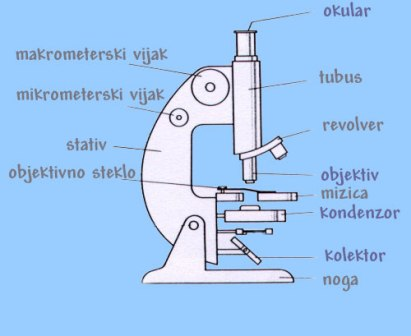 okular
makrometerski vijak
tubus
mikrometerski vijak
revolver
stativ
objektivno steklo
objektiv
mizica
kondenzor
kolektor
noga